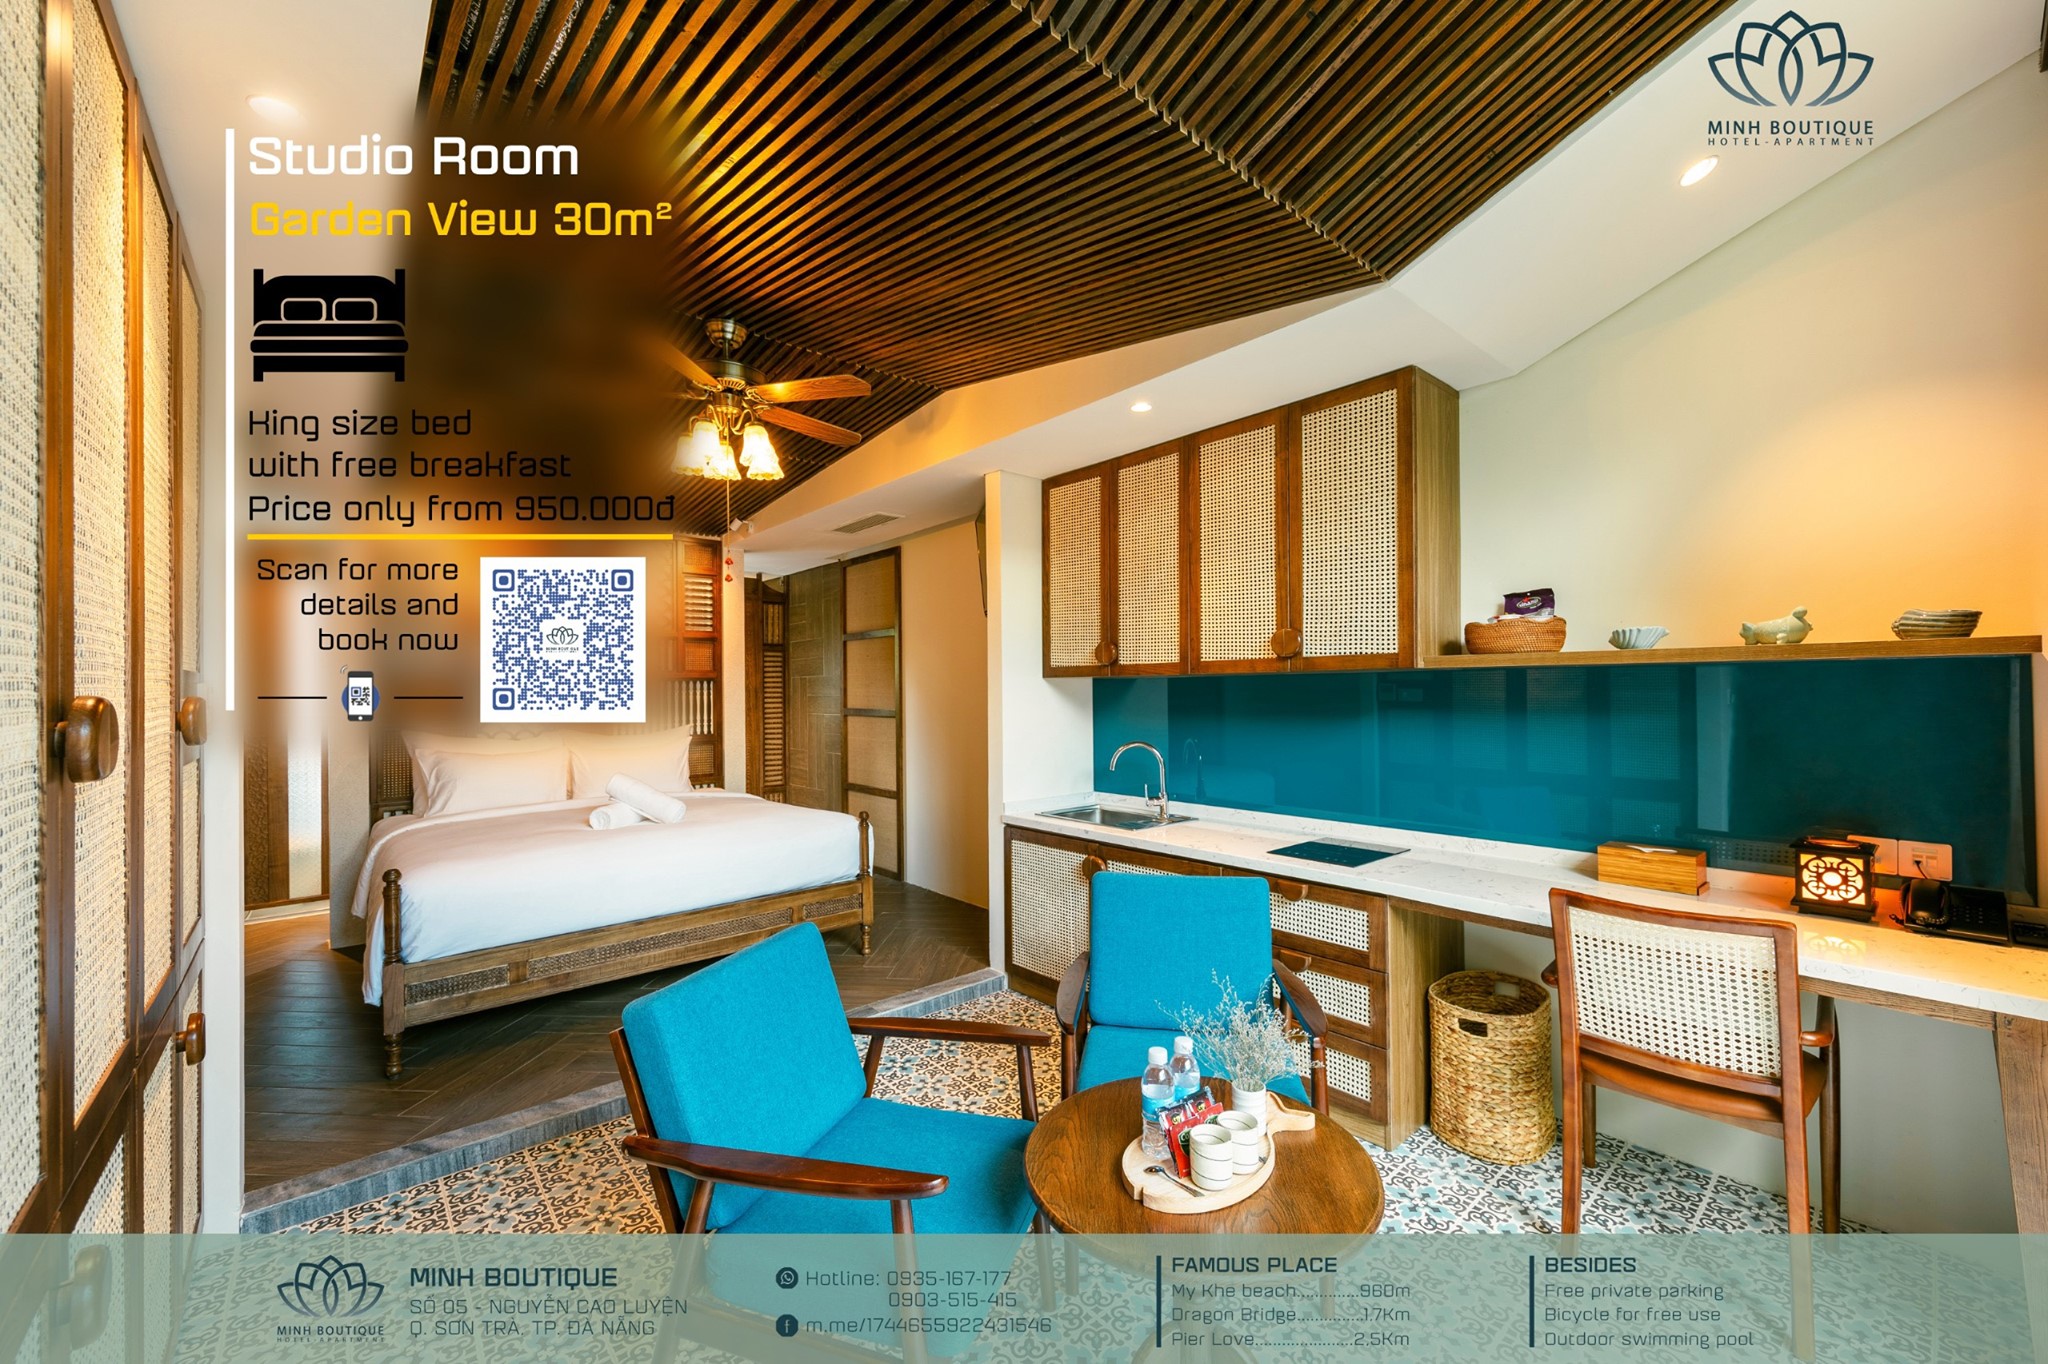 MINH BOUTIQUE
HOTEL-APARTMENT
Studio Room
Garden View 30m²
King size bed
with free breakfast
Price only from 950.000đ
Scan for more
details and
book now
MINH BOUTIQUE
MINH BOUTIQUE
HOTEL-APARTMENT
MINH BOUTIQUE
SỐ 05 - NGUYỄN CAO LUYỆN
Q. SƠN TRÀ, TP. ĐÀ NẴNG
Hotline: 0935-167-177
0903-515-415
m.me/1744655922431546
FAMOUS PLACE
My Khe beach..............960m
Dragon Bridge................1.7Km
Pier Love........................2.5Km
BESIDES
Free private parking
Bicycle for free use
Outdoor swimming pool